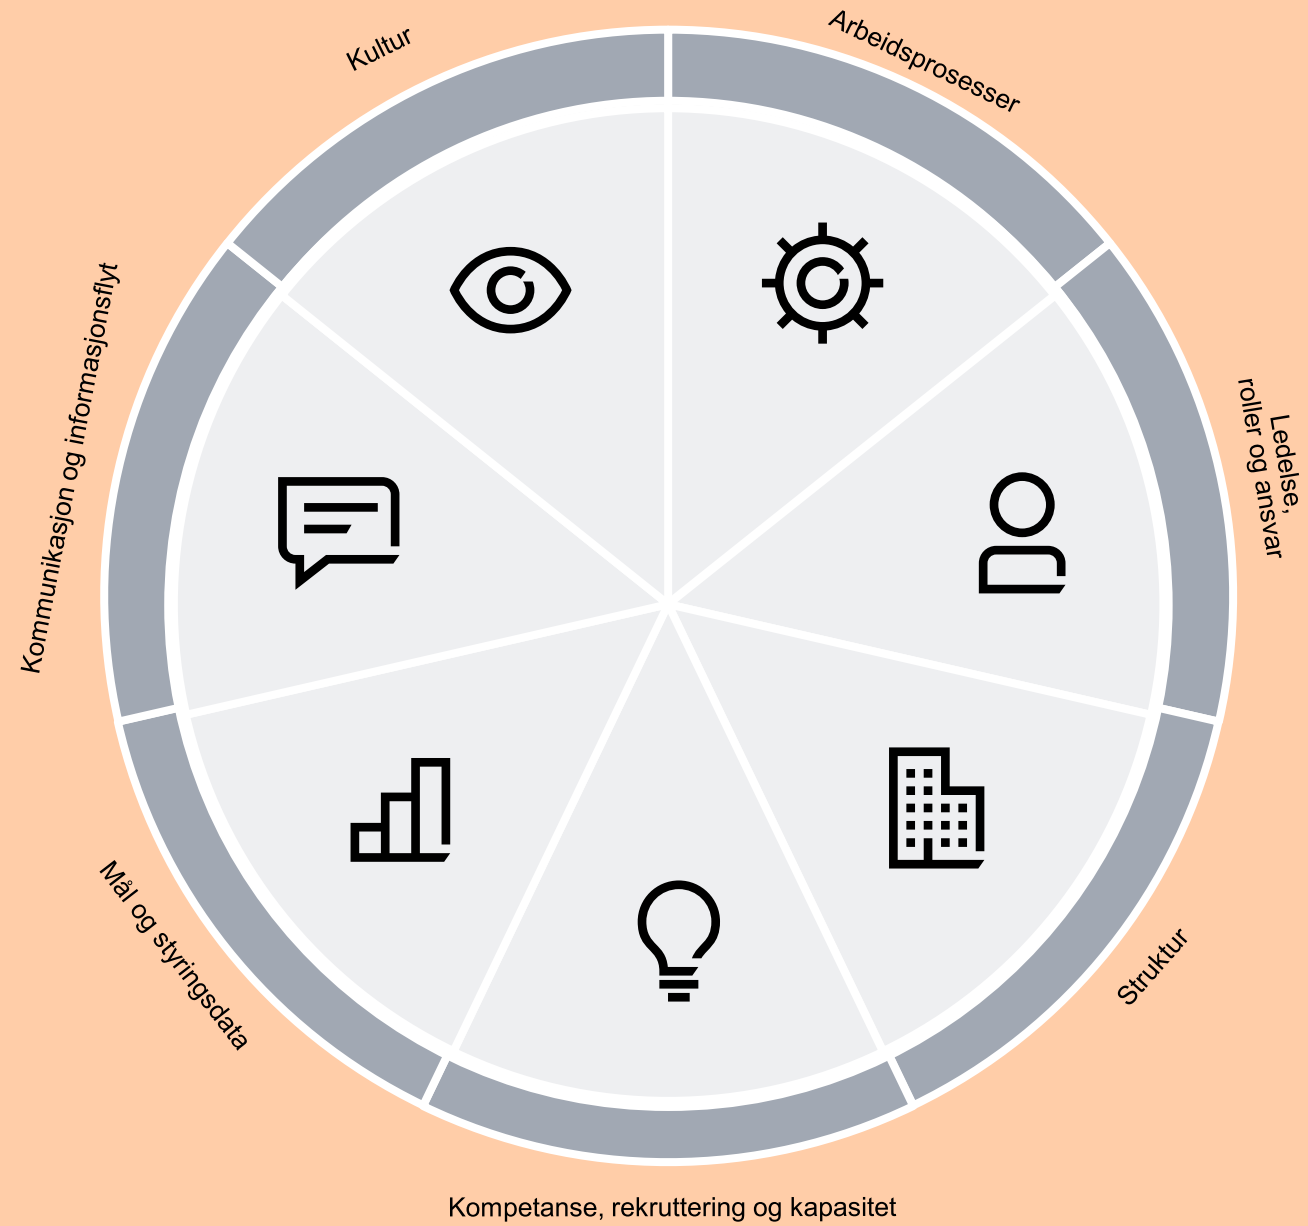 Kultur
Arbeidsprosesser
Kommunikasjon og informasjonsflyt
Ledelse,
roller og ansvar
Mål og styringsdata
Struktur
Kompetanse, rekruttering og kapasitet